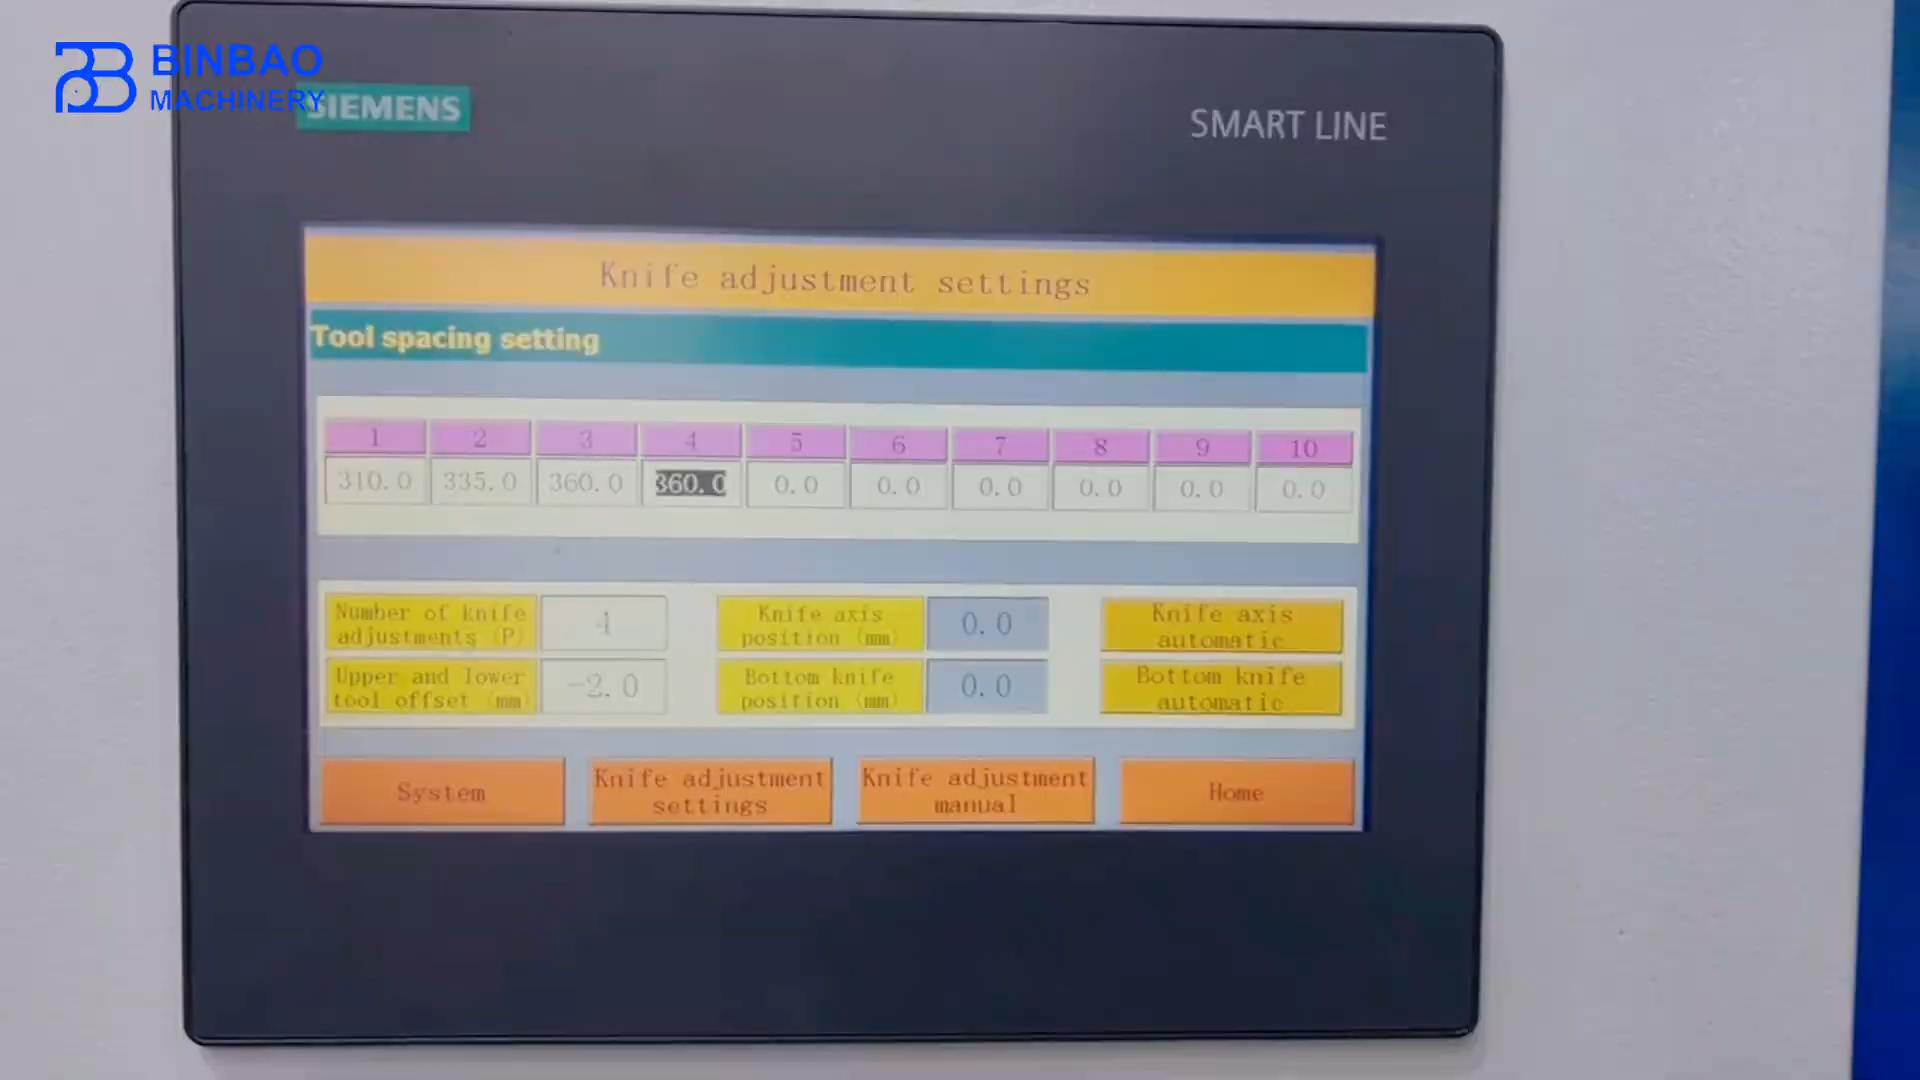 BINBAO
MACHINERY
SIEMENS
SMART LINE
Knife adjustment settings
Tool spacing setting
1 2 3 4 5 6 7 8 9 10
310.0 335.0 360.0 360.0 0.0 0.0 0.0 0.0 0.0 0.0
Number of knife
adjustments (P)
4
Knife axis
position (mm)
0.0
Knife axis
automatic
Upper and lower
tool offset (mm)
-2.0
Bottom knife
position (mm)
0.0
Bottom knife
automatic
System
Knife adjustment
settings
Knife adjustment
manual
Home